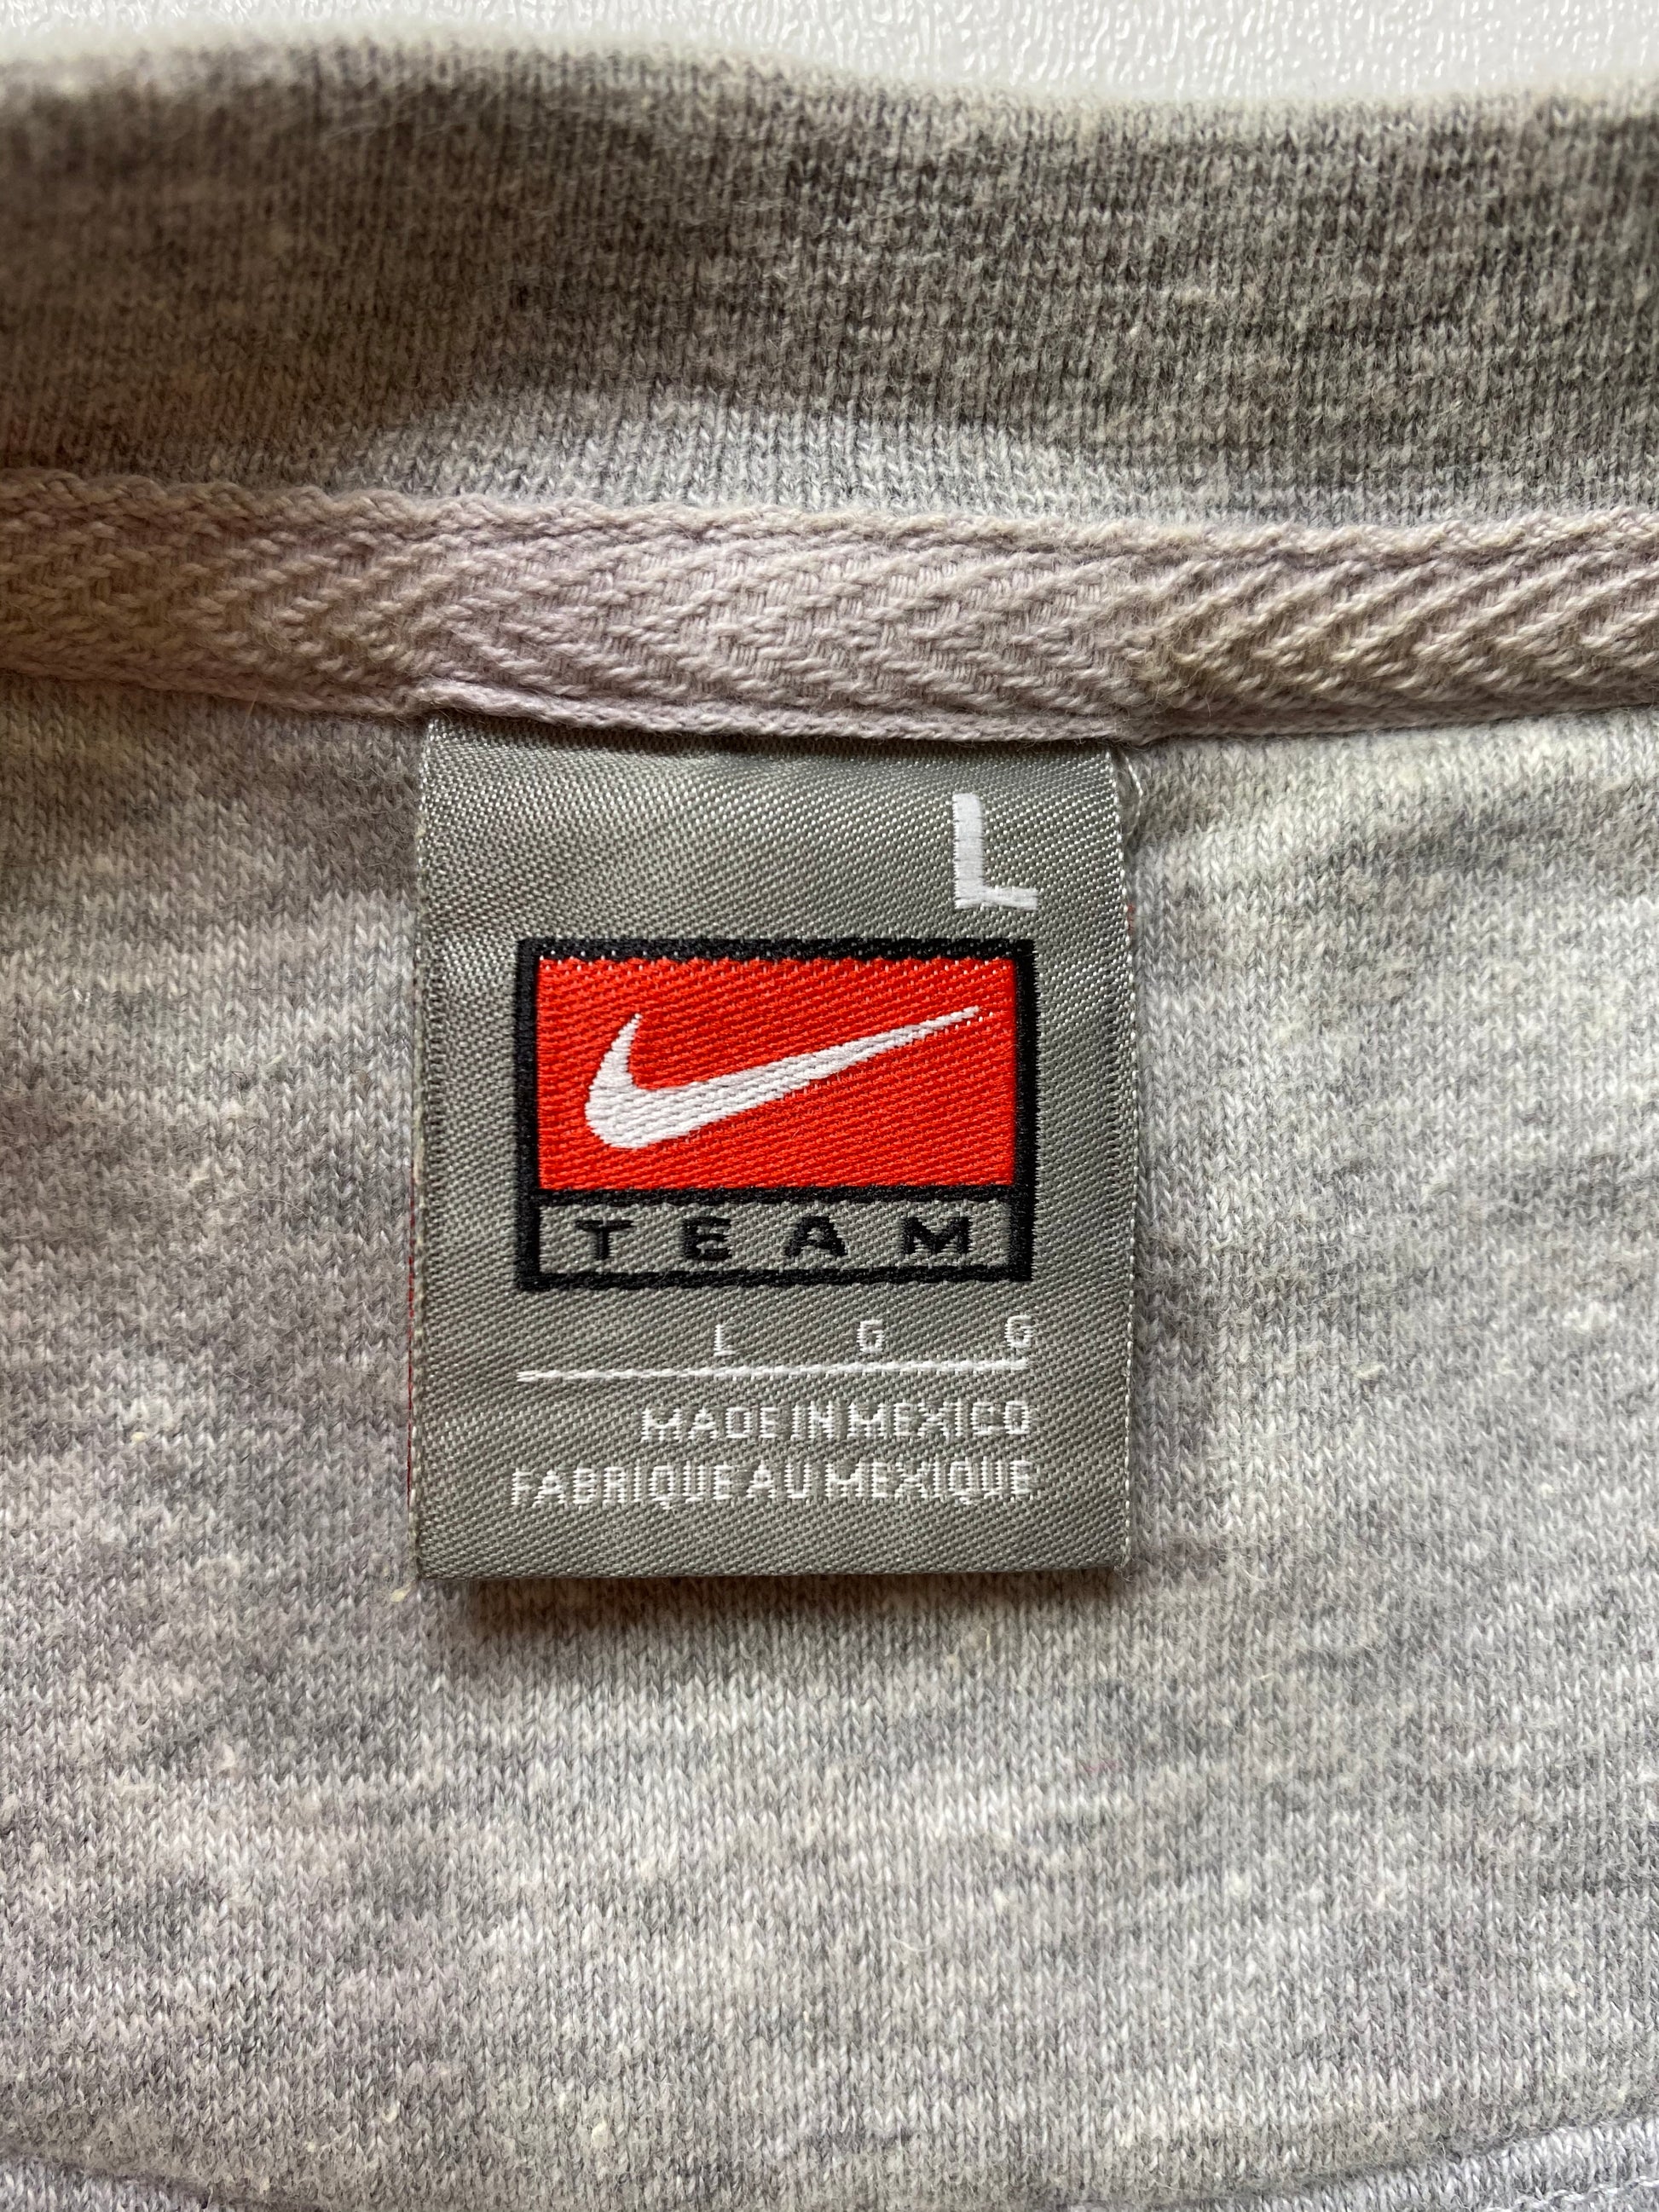 L
TEAM
L G G
MADE IN MEXICO
FABRIQUE AU MEXIQUE